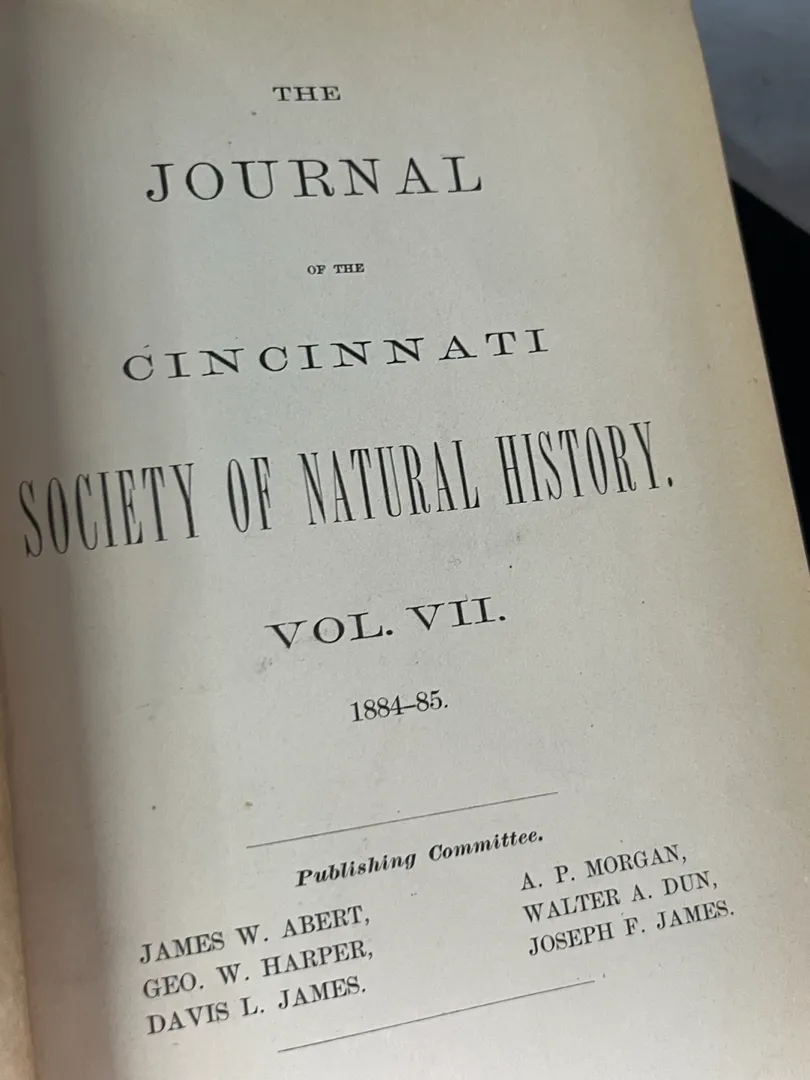 THE
JOURNAL
OF THE
CINCINNATI
SOCIETY OF NATURAL HISTORY.
VOL. VII.
1884–85.
Publishing Committee.
JAMES W. ABERT,
GEO. W. HARPER,
DAVIS L. JAMES.
A. P. MORGAN,
WALTER A. DUN,
JOSEPH F. JAMES.